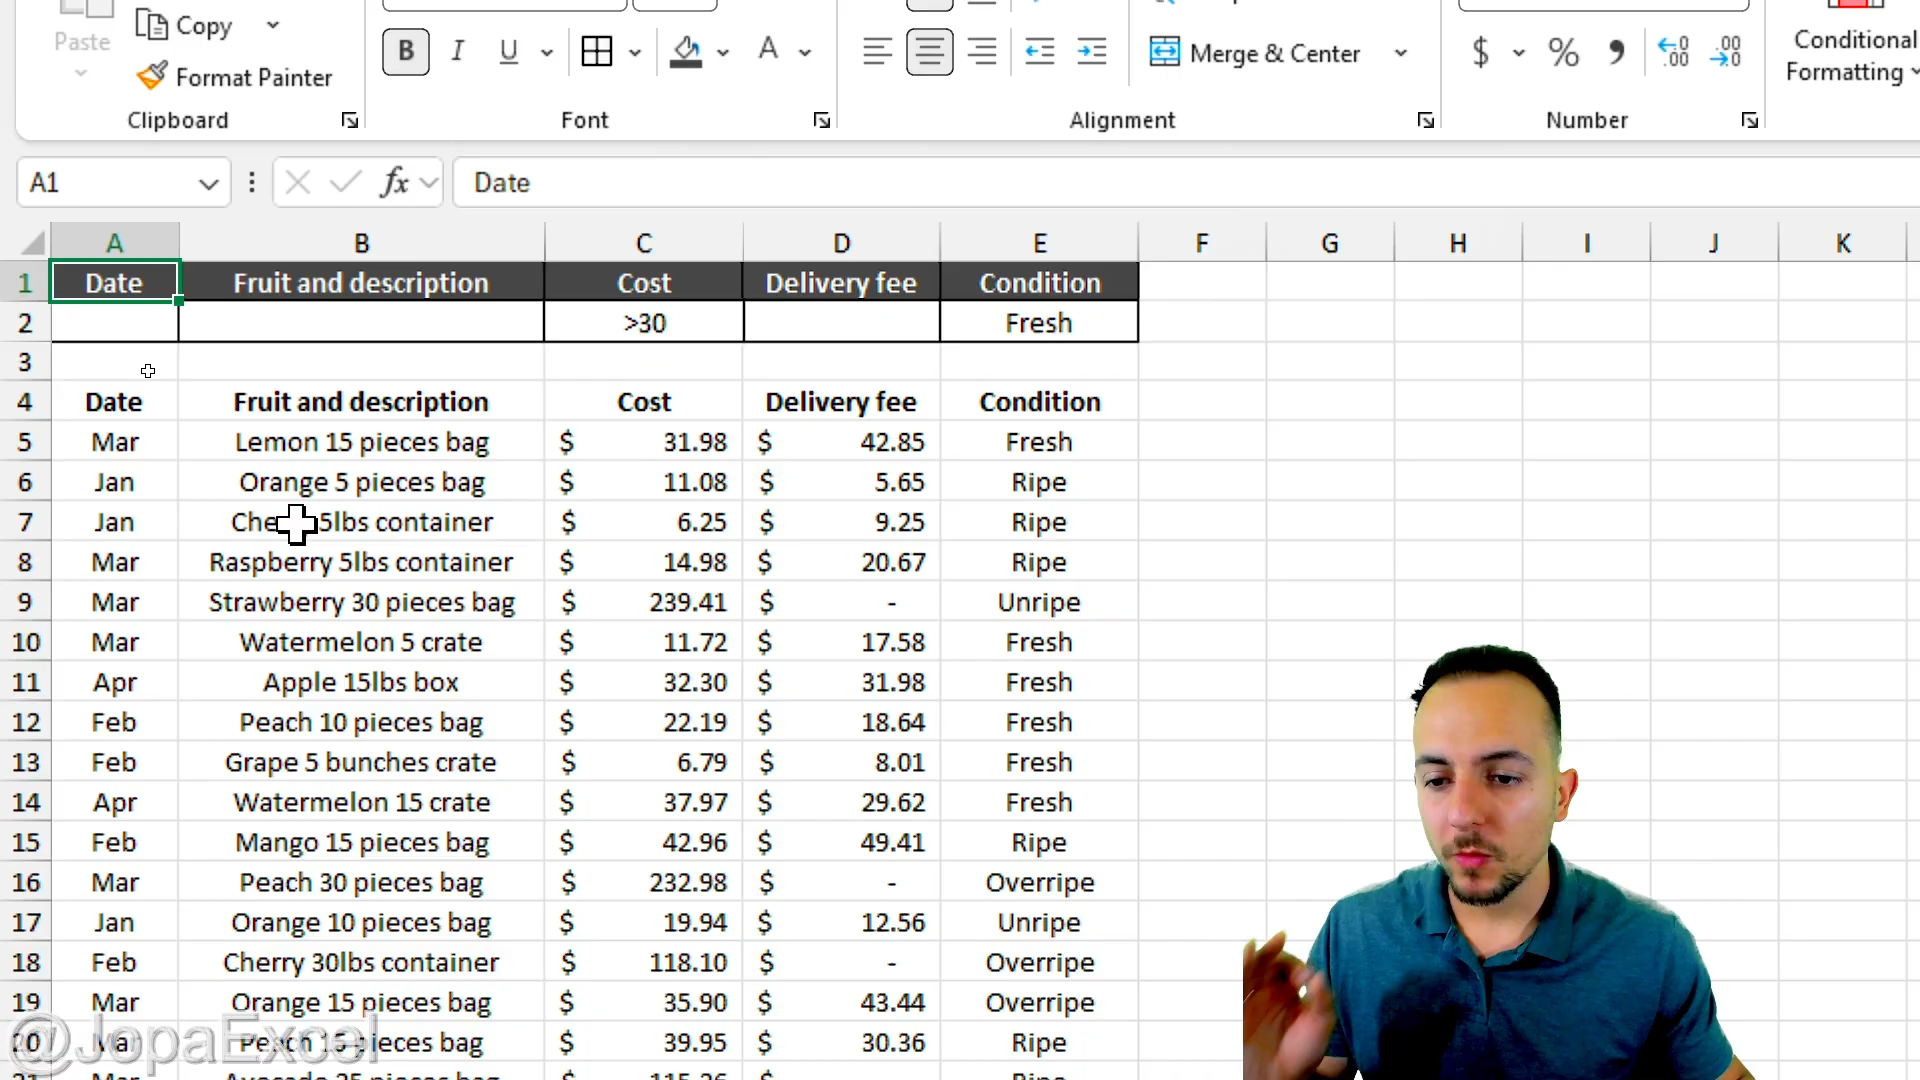 Paste
Copy
Format Painter
Clipboard
B I U
A
Font
Merge & Center
Alignment
$ % ,
Number
Conditional
Formatting
A1
fx
Date
A B C D E F G H I J K
1 Date Fruit and description Cost Delivery fee Condition
2 >30 Fresh
3
4 Date Fruit and description Cost Delivery fee Condition
5 Mar Lemon 15 pieces bag $ 31.98 $ 42.85 Fresh
6 Jan Orange 5 pieces bag $ 11.08 $ 5.65 Ripe
7 Jan 5lbs container $ 6.25 $ 9.25 Ripe
8 Mar Raspberry 5lbs container $ 14.98 $ 20.67 Ripe
9 Mar Strawberry 30 pieces bag $ 239.41 $ - Unripe
10 Mar Watermelon 5 crate $ 11.72 $ 17.58 Fresh
11 Apr Apple 15lbs box $ 32.30 $ 31.98 Fresh
12 Feb Peach 10 pieces bag $ 22.19 $ 18.64 Fresh
13 Feb Grape 5 bunches crate $ 6.79 $ 8.01 Fresh
14 Apr Watermelon 15 crate $ 37.97 $ 29.62 Fresh
15 Feb Mango 15 pieces bag $ 42.96 $ 49.41 Ripe
16 Mar Peach 30 pieces bag $ 232.98 $ - Overripe
17 Jan Orange 10 pieces bag $ 19.94 $ 12.56 Unripe
18 Feb Cherry 30lbs container $ 118.10 $ - Overripe
19 Mar Orange 15 pieces bag $ 35.90 $ 43.44 Overripe
20 Mar Peach 15 pieces bag $ 39.95 $ 30.36 Ripe
@JopaExcel